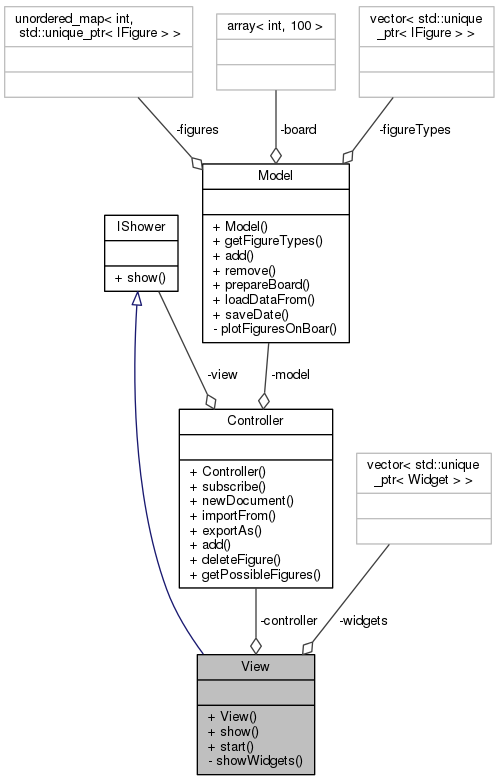 unordered_map< int,
std::unique_ptr< IFigure > >
array< int, 100 >
vector< std::unique
_ptr< IFigure > >
-figures
-board
-figureTypes
Model
+ Model()
+ getFigureTypes()
+ add()
+ remove()
+ prepareBoard()
+ loadDataFrom()
+ saveDate()
- plotFiguresOnBoar()
IShower
+ show()
-view
-model
Controller
+ Controller()
+ subscribe()
+ newDocument()
+ importFrom()
+ exportAs()
+ add()
+ deleteFigure()
+ getPossibleFigures()
vector< std::unique
_ptr< Widget > >
-controller
-widgets
View
+ View()
+ show()
+ start()
- showWidgets()